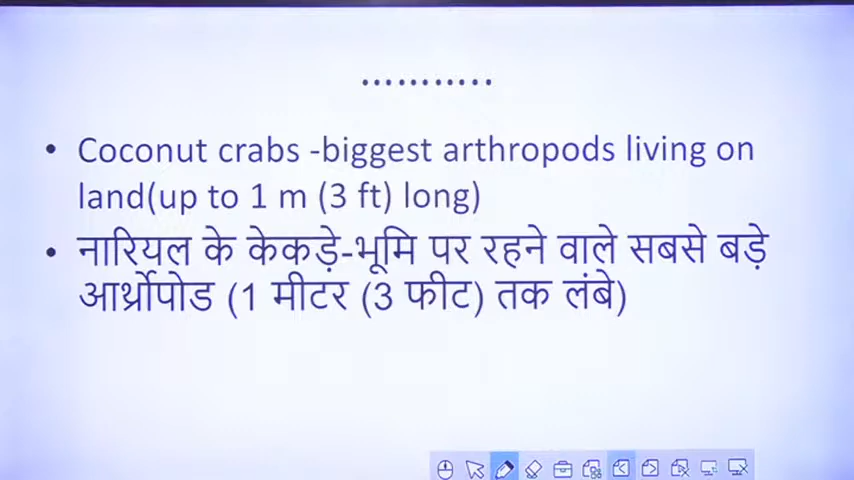 ...........
• Coconut crabs -biggest arthropods living on
land(up to 1 m (3 ft) long)
• नारियल के केकड़े-भूमि पर रहने वाले सबसे बड़े
आर्थ्रोपोड (1 मीटर (3 फीट) तक लंबे)